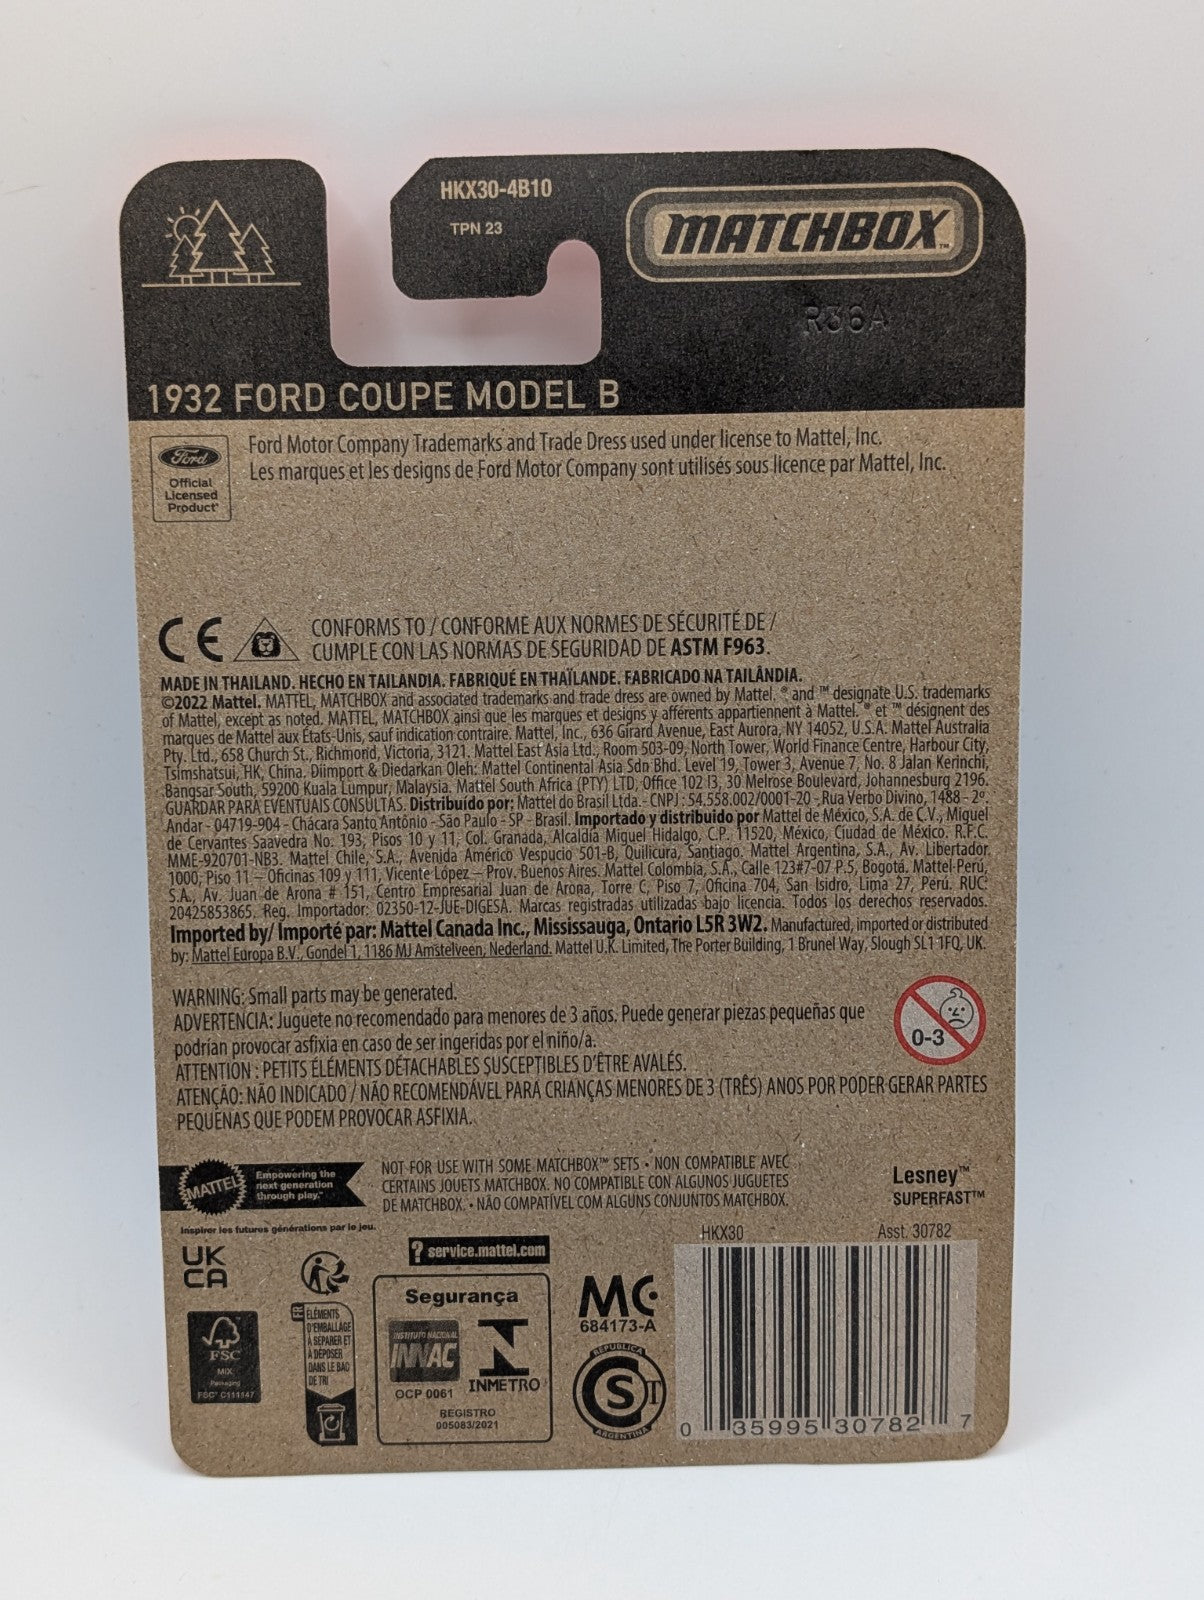 HKX30-4B10
TPN 23
MATCHBOX™
R36A
1932 FORD COUPE MODEL B
Ford
Official
Licensed
Product*
Ford Motor Company Trademarks and Trade Dress used under license to Mattel, Inc.
Les marques et les designs de Ford Motor Company sont utilisés sous licence par Mattel, Inc.
CE
CONFORMS TO / CONFORME AUX NORMES DE SÉCURITÉ DE /
CUMPLE CON LAS NORMAS DE SEGURIDAD DE ASTM F963.
MADE IN THAILAND. HECHO EN TAILANDIA. FABRIQUÉ EN THAÏLANDE. FABRICADO NA TAILÂNDIA.
©2022 Mattel. MATTEL, MATCHBOX and associated trademarks and trade dress are owned by Mattel. ® and ™ designate U.S. trademarks
of Mattel, except as noted. MATTEL, MATCHBOX ainsi que les marques et designs y afférents appartiennent à Mattel. ® et ™ désignent des
marques de Mattel aux États-Unis, sauf indication contraire. Mattel, Inc., 636 Girard Avenue, East Aurora, NY 14052, U.S.A. Mattel Australia
Pty. Ltd., 658 Church St., Richmond, Victoria, 3121. Mattel East Asia Ltd., Room 503-09, North Tower, World Finance Centre, Harbour City,
Tsimshatsui, HK, China. Diimport & Diedarkan Oleh: Mattel Continental Asia Sdn Bhd. Level 19, Tower 3, Avenue 7, No. 8 Jalan Kerinchi,
Bangsar South, 59200 Kuala Lumpur, Malaysia. Mattel South Africa (PTY) LTD, Office 102 I3, 30 Melrose Boulevard, Johannesburg 2196.
GUARDAR PARA EVENTUAIS CONSULTAS. Distribuído por: Mattel do Brasil Ltda.- CNPJ : 54.558.002/0001-20 - Rua Verbo Divino, 1488 - 2º.
Andar - 04719-904 - Chácara Santo Antônio - São Paulo - SP - Brasil. Importado y distribuido por Mattel de México, S.A. de C.V., Miguel
de Cervantes Saavedra No. 193, Pisos 10 y 11, Col. Granada, Alcaldía Miguel Hidalgo, C.P. 11520, México, Ciudad de México. R.F.C.
MME-920701-NB3. Mattel Chile, S.A., Avenida Américo Vespucio 501-B, Quilicura, Santiago. Mattel Argentina, S.A., Av. Libertador
1000, Piso 11 – Oficinas 109 y 111, Vicente López – Prov. Buenos Aires. Mattel Colombia, S.A., Calle 123#7-07 P.5, Bogotá. Mattel Perú,
S.A., Av. Juan de Arona # 151, Centro Empresarial Juan de Arona, Torre C, Piso 7, Oficina 704, San Isidro, Lima 27, Perú. RUC:
20425853865. Reg. Importador: 02350-12-JUE-DIGESA. Marcas registradas utilizadas bajo licencia. Todos los derechos reservados.
Imported by/ Importé par: Mattel Canada Inc., Mississauga, Ontario L5R 3W2. Manufactured, imported or distributed
by: Mattel Europa B.V., Gondel 1, 1186 MJ Amstelveen, Nederland. Mattel U.K. Limited, The Porter Building, 1 Brunel Way, Slough SL1 1FQ, UK.
WARNING: Small parts may be generated.
ADVERTENCIA: Juguete no recomendado para menores de 3 años. Puede generar piezas pequeñas que
podrían provocar asfixia en caso de ser ingeridas por el niño/a.
ATTENTION : PETITS ÉLÉMENTS DÉTACHABLES SUSCEPTIBLES D'ÊTRE AVALÉS.
ATENÇÃO: NÃO INDICADO / NÃO RECOMENDÁVEL PARA CRIANÇAS MENORES DE 3 (TRÊS) ANOS POR PODER GERAR PARTES
PEQUENAS QUE PODEM PROVOCAR ASFIXIA.
0-3
MATTEL
Empowering the
next generation
through play.™
Inspirer les futures générations par le jeu.
NOT FOR USE WITH SOME MATCHBOX™ SETS • NON COMPATIBLE AVEC
CERTAINS JOUETS MATCHBOX. NO COMPATIBLE CON ALGUNOS JUGUETES
DE MATCHBOX. • NÃO COMPATÍVEL COM ALGUNS CONJUNTOS MATCHBOX.
Lesney™
SUPERFAST™
UK
CA
FSC
MIX
Packaging
FSC® C111147
FR
ÉLÉMENTS
D'EMBALLAGE
À SÉPARER ET
À DÉPOSER
DANS LE BAC
DE TRI
? service.mattel.com
Segurança
INSTITUTO NACIONAL
INNAC
OCP 0061
INMETRO
REGISTRO
005083/2021
MC
684173-A
REPUBLICA
S T
ARGENTINA
HKX30
Asst. 30782
0 35995 30782 7